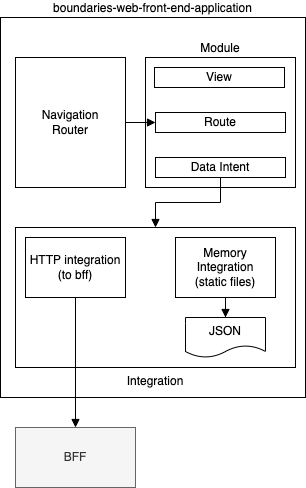 boundaries-web-front-end-application
Module
View
Navigation
Router
Route
Data Intent
HTTP integration
(to bff)
Memory
Integration
(static files)
JSON
Integration
BFF